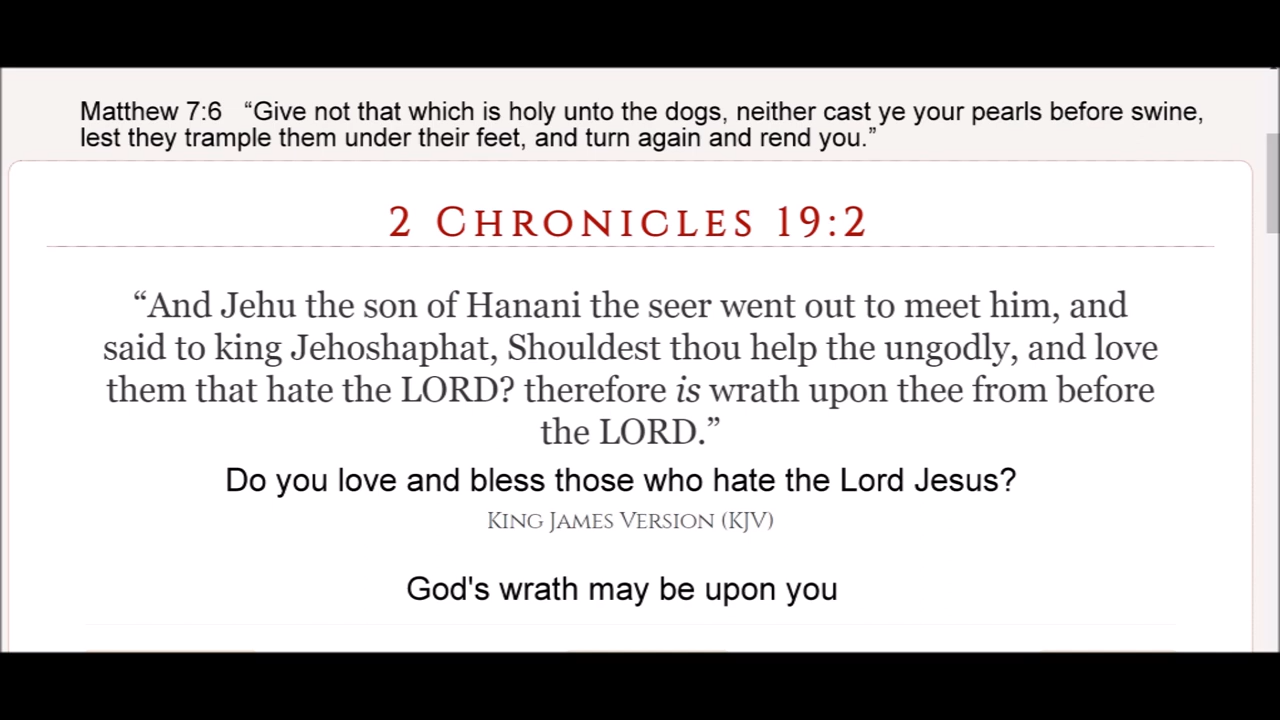 Matthew 7:6   “Give not that which is holy unto the dogs, neither cast ye your pearls before swine,
lest they trample them under their feet, and turn again and rend you.”
2 Chronicles 19:2
“And Jehu the son of Hanani the seer went out to meet him, and
said to king Jehoshaphat, Shouldest thou help the ungodly, and love
them that hate the LORD? therefore is wrath upon thee from before
the LORD.”
Do you love and bless those who hate the Lord Jesus?
King James Version (KJV)
God's wrath may be upon you